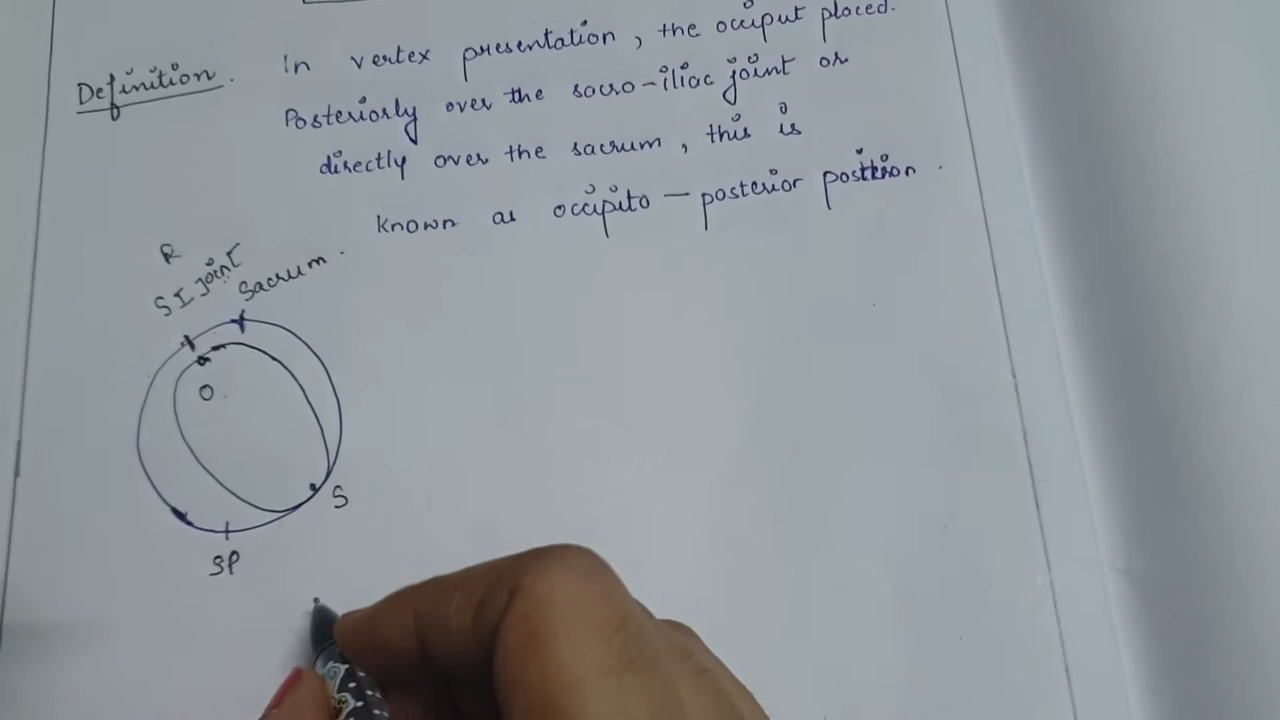 In vertex presentation, the occiput placed.
Definition. Posteriorly over the sacro-iliac joint or
directly over the sacrum, this is
known as occipito-posterior position.
R
SI Joint
Sacrum.
O
S
SP